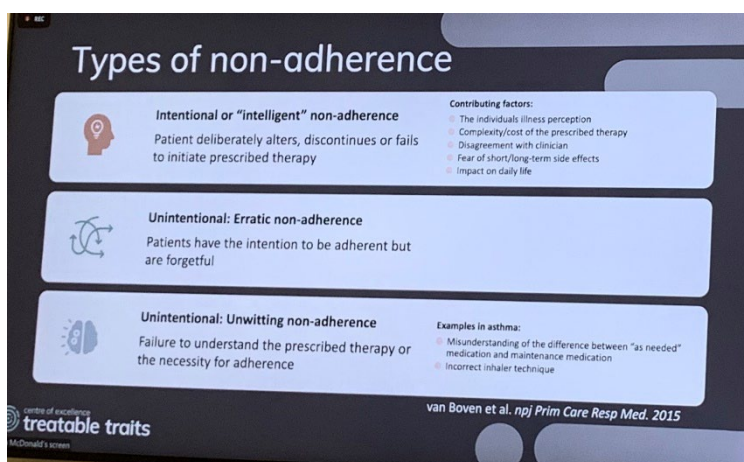 REC
Types of non-adherence
Intentional or “intelligent” non-adherence
Patient deliberately alters, discontinues or fails
to initiate prescribed therapy
Contributing factors:
The individuals illness perception
Complexity/cost of the prescribed therapy
Disagreement with clinician
Fear of short/long-term side effects
Impact on daily life
Unintentional: Erratic non-adherence
Patients have the intention to be adherent but
are forgetful
Unintentional: Unwitting non-adherence
Failure to understand the prescribed therapy or
the necessity for adherence
Examples in asthma:
Misunderstanding of the difference between “as needed”
medication and maintenance medication
Incorrect inhaler technique
van Boven et al. npj Prim Care Resp Med. 2015
centre of excellence
treatable traits
McDonald's screen